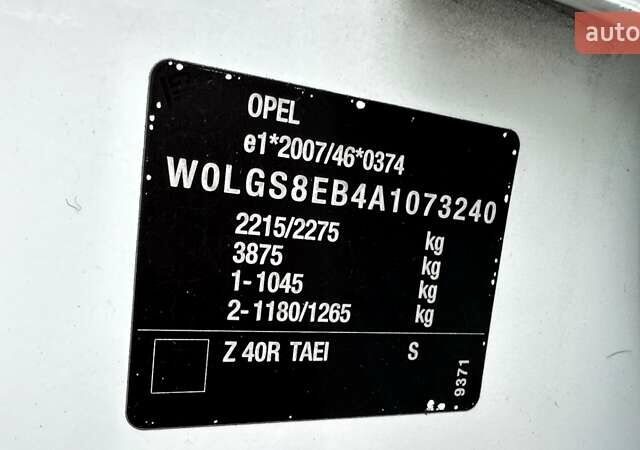 auto
OPEL
e1*2007/46*0374
W0LGS8EB4A1073240
2215/2275 kg
3875 kg
1-1045 kg
2-1180/1265 kg
Z 40R TAEI S
9371